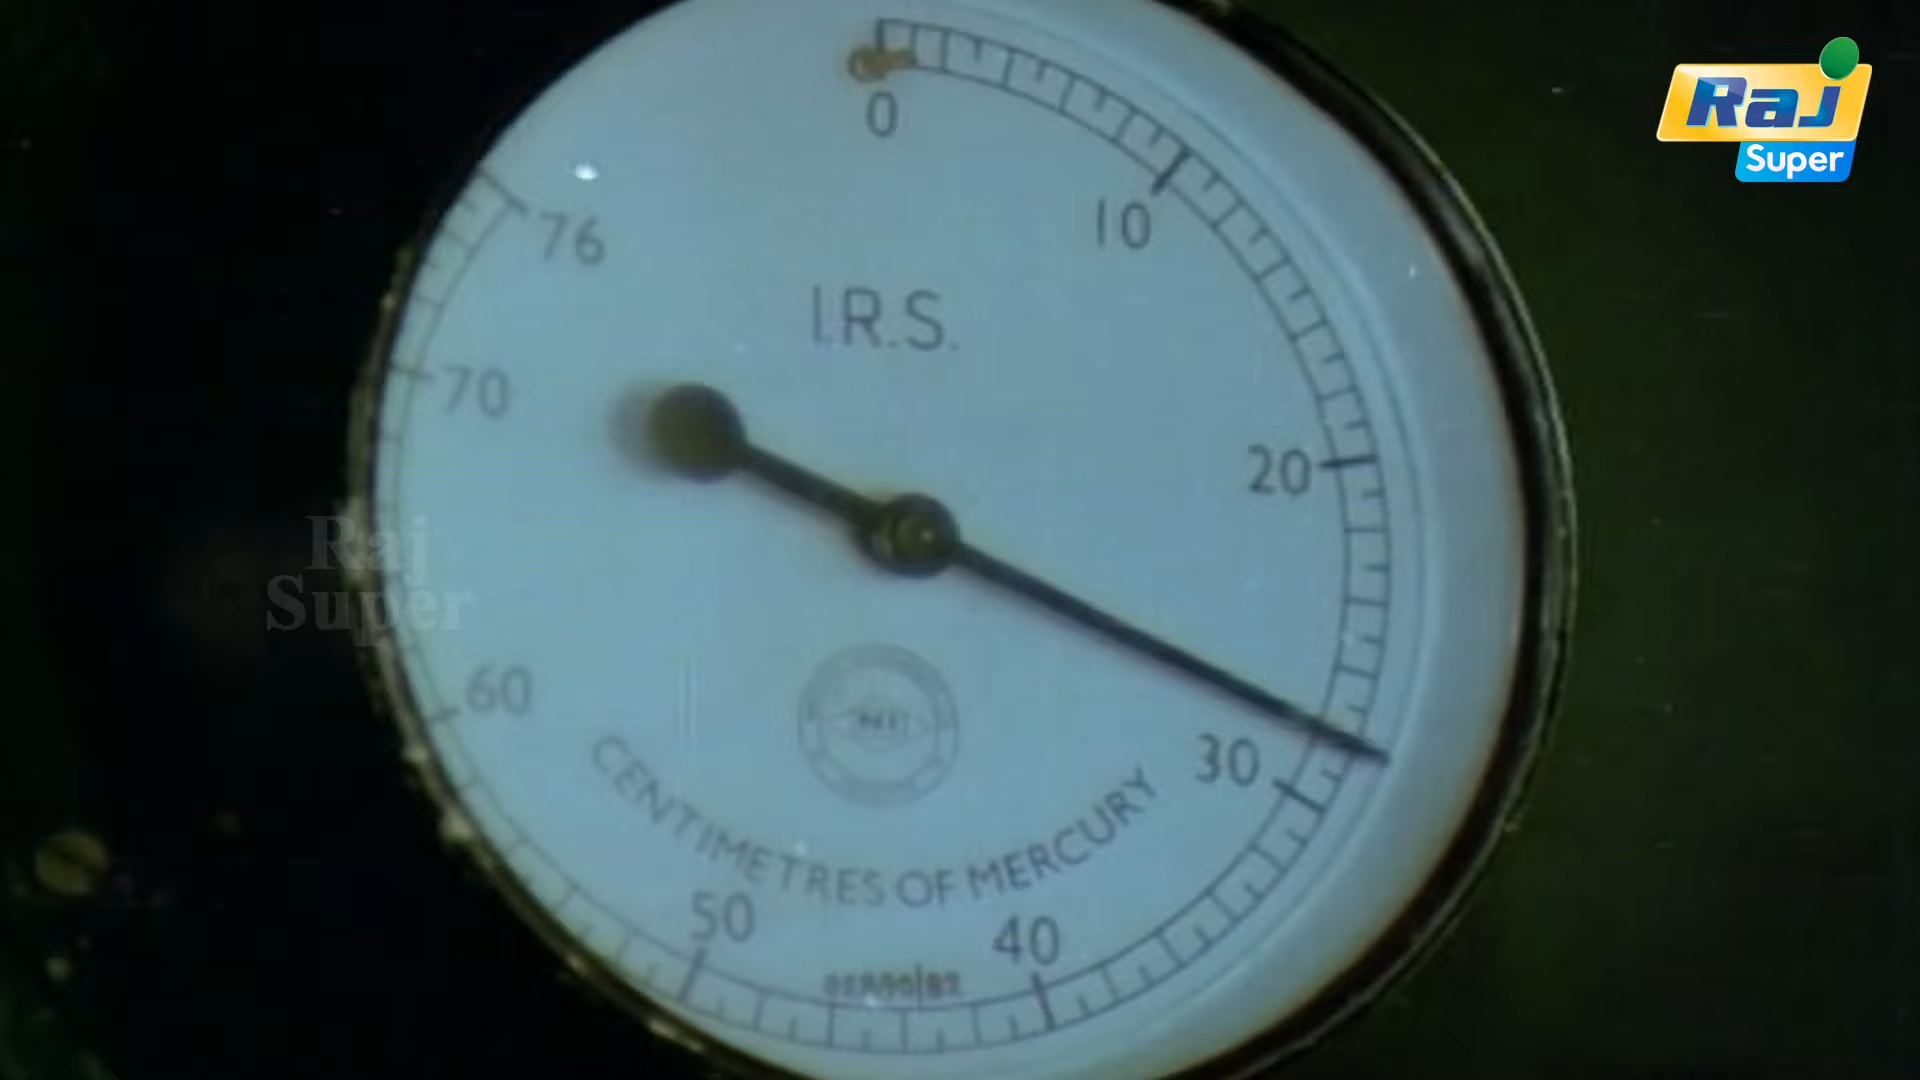 Raj
Super
0
10
76
I.R.S.
70
20
Raj
Super
60
30
CENTIMETRES OF MERCURY
50
40